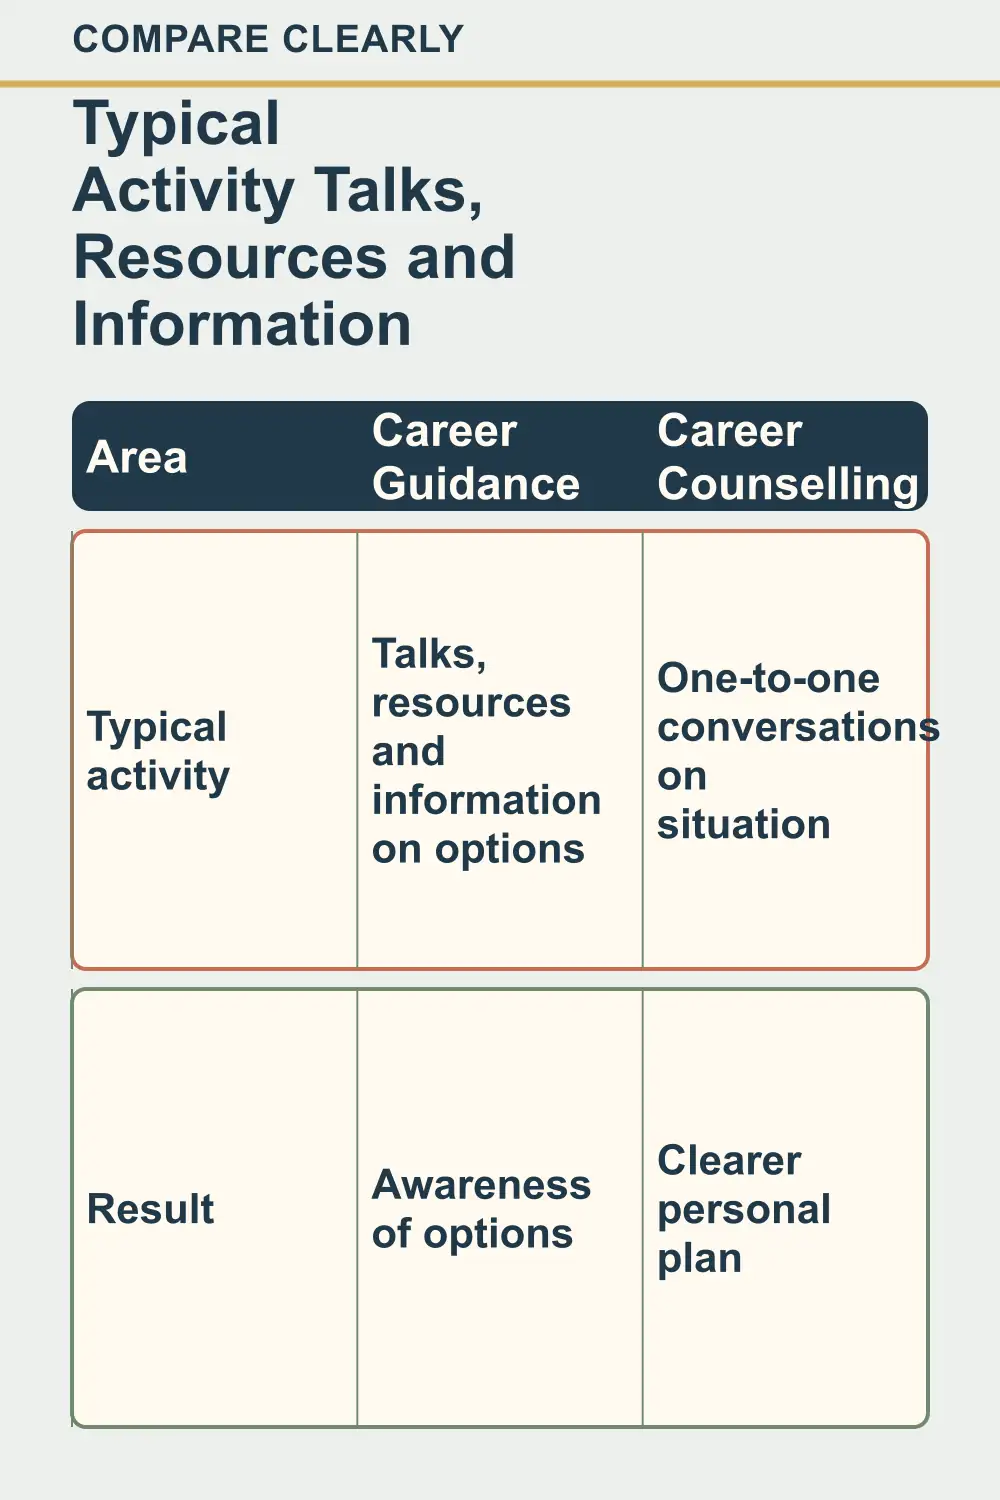 COMPARE CLEARLY
Typical
Activity Talks,
Resources and
Information
Area
Career
Guidance
Career
Counselling
Typical
activity
Talks,
resources
and
information
on options
One-to-one
conversations
on
situation
Result
Awareness
of options
Clearer
personal
plan